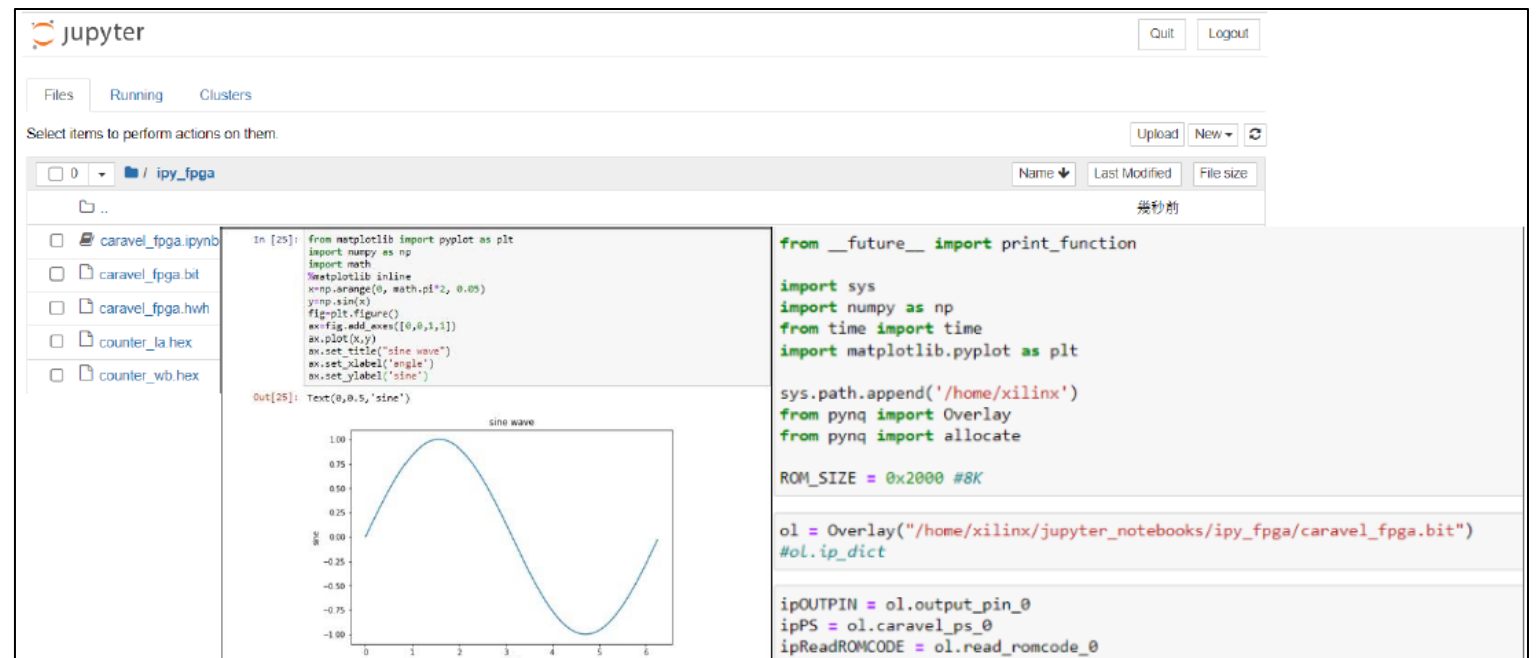 jupyter
Quit
Logout
Files
Running
Clusters
Select items to perform actions on them.
Upload
New
0
/ ipy_fpga
Name
Last Modified
File size
..
幾秒前
caravel_fpga.ipynb
caravel_fpga.bit
caravel_fpga.hwh
counter_la.hex
counter_wb.hex
In [25]:
from matplotlib import pyplot as plt
import numpy as np
import math
%matplotlib inline
x=np.arange(0, math.pi*2, 0.05)
y=np.sin(x)
fig=plt.figure()
ax=fig.add_axes([0,0,1,1])
ax.plot(x,y)
ax.set_title("sine wave")
ax.set_xlabel('angle')
ax.set_ylabel('sine')
Out[25]: Text(0,0.5,'sine')
sine wave
1.00
0.75
0.50
0.25
0.00
−0.25
−0.50
−0.75
−1.00
sine
0 1 2 3 4 5 6
from __future__ import print_function
import sys
import numpy as np
from time import time
import matplotlib.pyplot as plt
sys.path.append('/home/xilinx')
from pynq import Overlay
from pynq import allocate
ROM_SIZE = 0x2000 #8K
ol = Overlay("/home/xilinx/jupyter_notebooks/ipy_fpga/caravel_fpga.bit")
#ol.ip_dict
ipOUTPIN = ol.output_pin_0
ipPS = ol.caravel_ps_0
ipReadROMCODE = ol.read_romcode_0